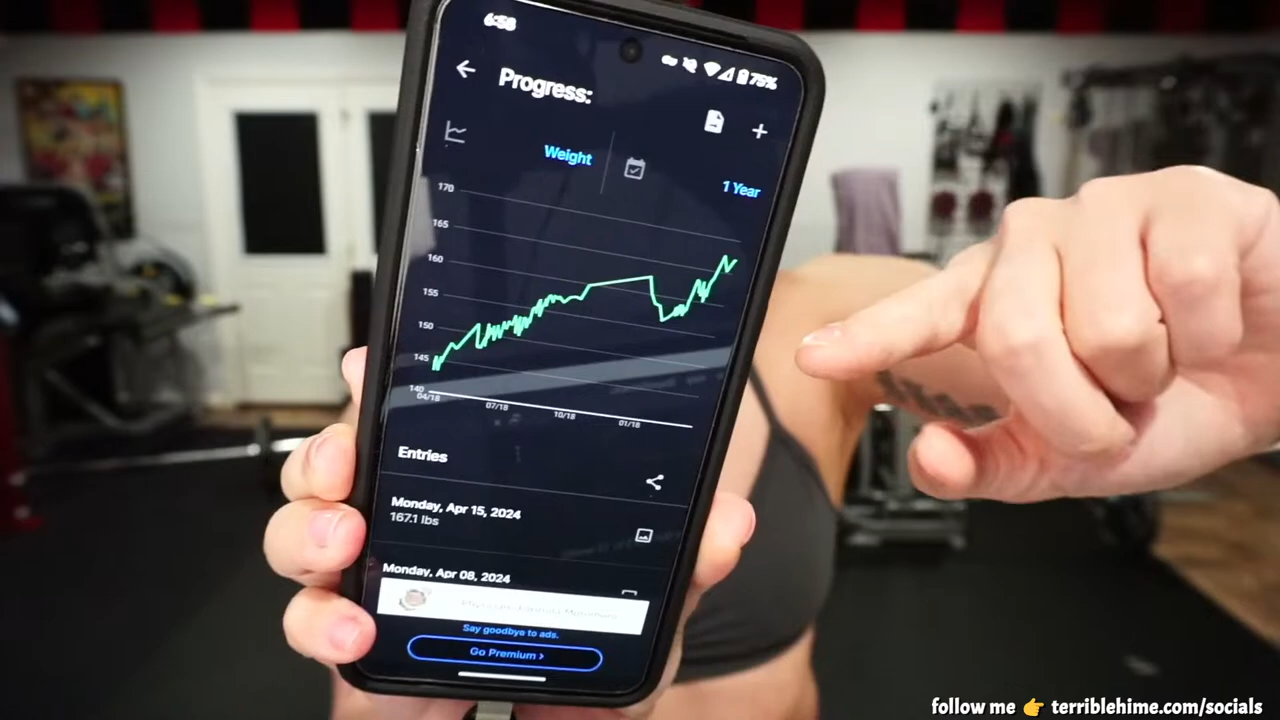 6:58
75%
Progress:
Weight
1 Year
170
165
160
155
150
145
140
04/18
07/18
10/18
01/18
Entries
Monday, Apr 15, 2024
167.1 lbs
Monday, Apr 08, 2024
Say goodbye to ads.
Go Premium >
follow me 👉 terriblehime.com/socials